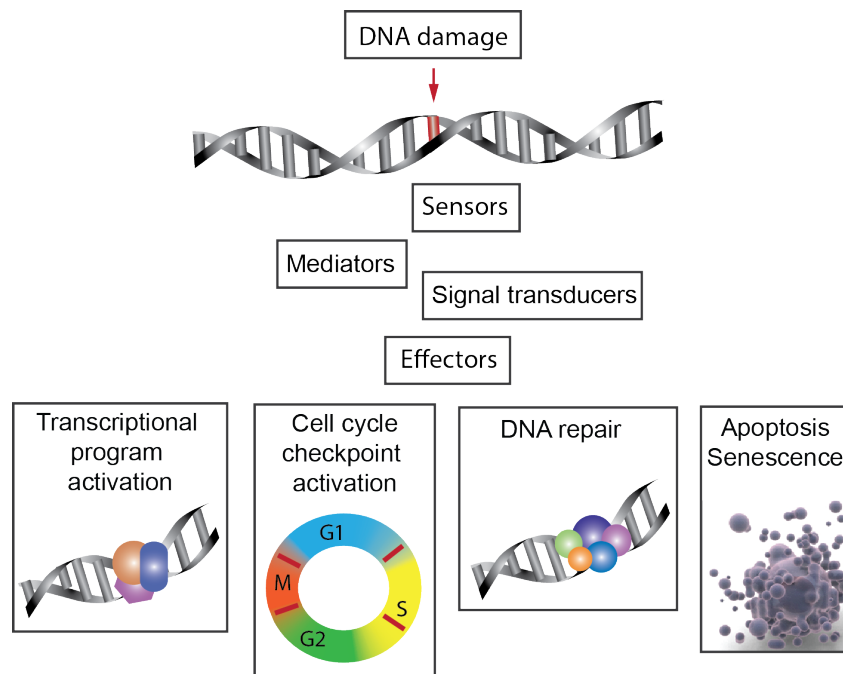 DNA damage
Sensors
Mediators
Signal transducers
Effectors
Transcriptional
program
activation
Cell cycle
checkpoint
activation
G1
M
S
G2
DNA repair
Apoptosis
Senescence